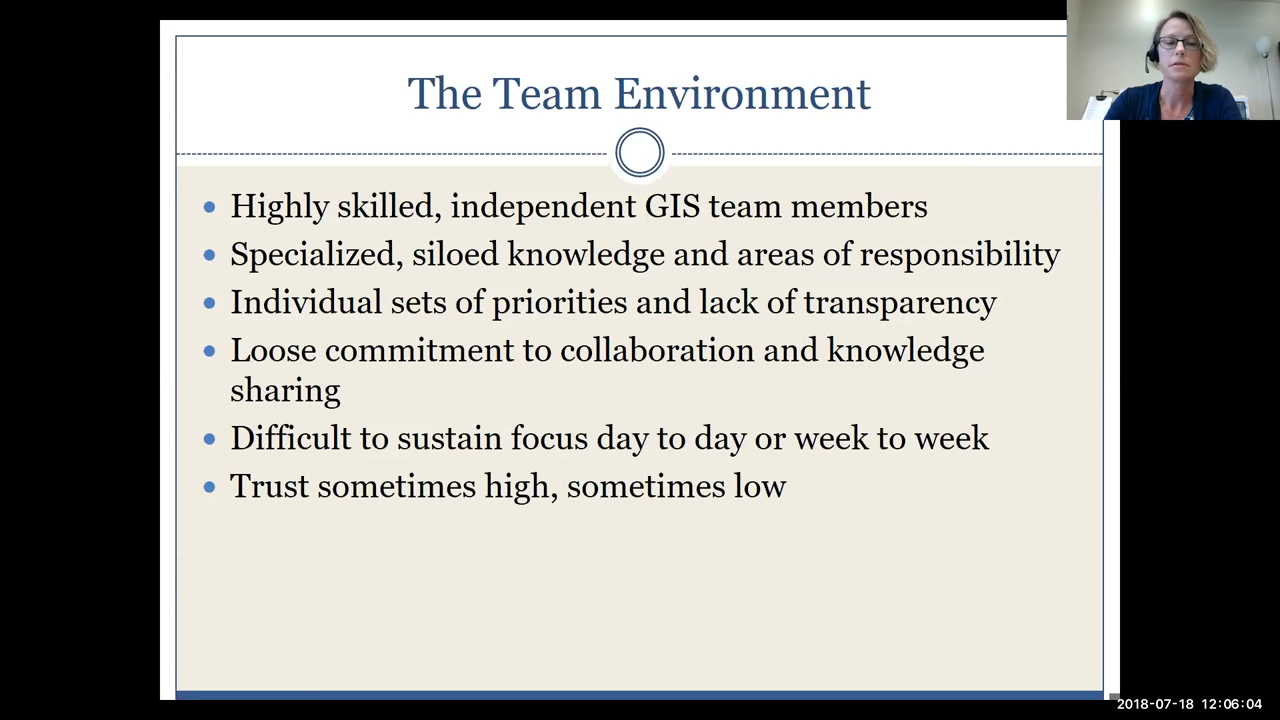 The Team Environment
Highly skilled, independent GIS team members
Specialized, siloed knowledge and areas of responsibility
Individual sets of priorities and lack of transparency
Loose commitment to collaboration and knowledge
sharing
Difficult to sustain focus day to day or week to week
Trust sometimes high, sometimes low
2018-07-18 12:06:04